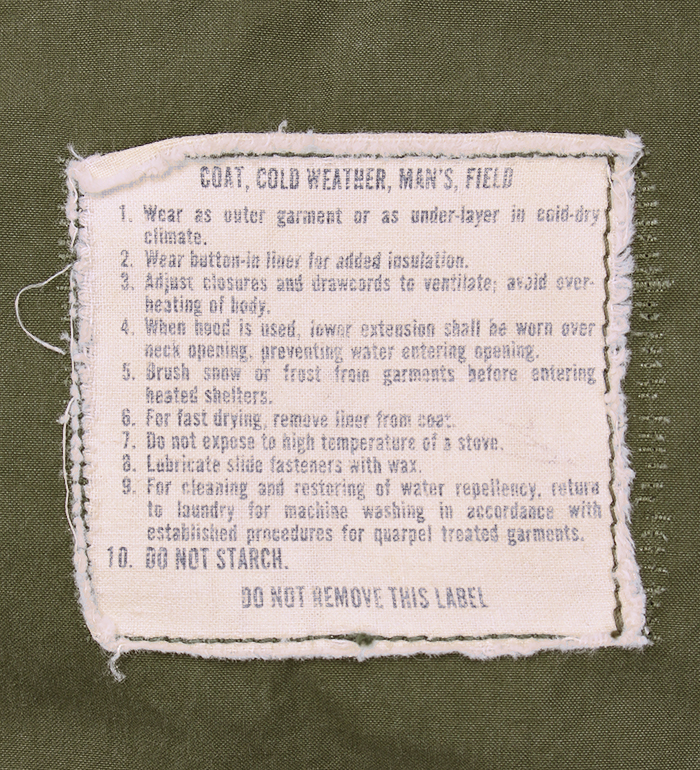 COAT, COLD WEATHER, MAN'S, FIELD
1. Wear as outer garment or as under-layer in cold-dry
climate.
2. Wear button-in liner for added insulation.
3. Adjust closures and drawcords to ventilate; avoid over-
heating of body.
4. When hood is used, lower extension shall be worn over
neck opening, preventing water entering opening.
5. Brush snow or frost from garments before entering
heated shelters.
6. For fast drying, remove liner from coat.
7. Do not expose to high temperature of a stove.
8. Lubricate slide fasteners with wax.
9. For cleaning and restoring of water repellency, return
to laundry for machine washing in accordance with
established procedures for quarpel treated garments.
10. DO NOT STARCH.
DO NOT REMOVE THIS LABEL